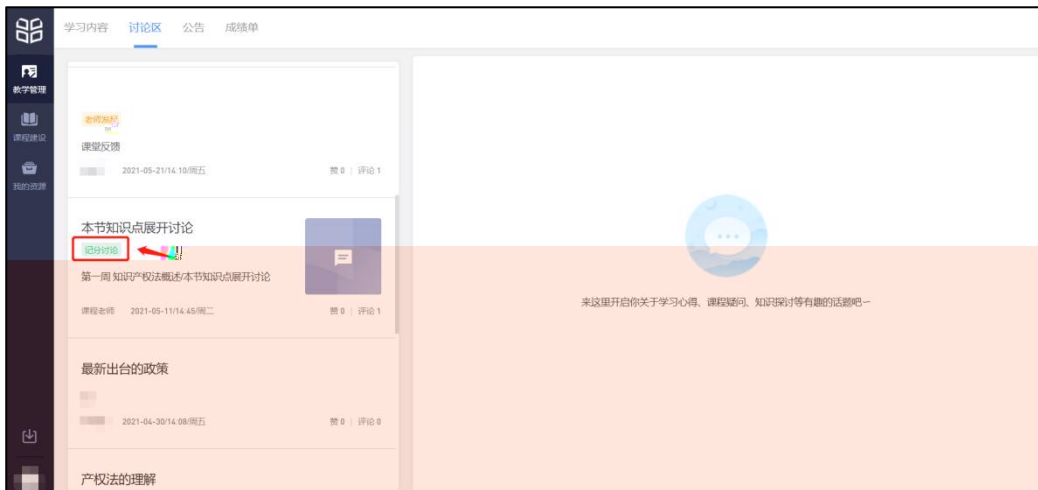 学习内容 讨论区 公告 成绩单
教学管理
课程建设
我的资源
老师发帖
课堂反馈
2021-05-21/14:10/周五 赞 0 | 评论 1
本节知识点展开讨论
记分讨论
第一周 知识产权法概述/本节知识点展开讨论
课程老师 2021-05-11/14:45/周二 赞 0 | 评论 1
最新出台的政策
2021-04-30/14:08/周五 赞 0 | 评论 0
产权法的理解
来这里开启你关于学习心得、课程疑问、知识探讨等有趣的话题吧~